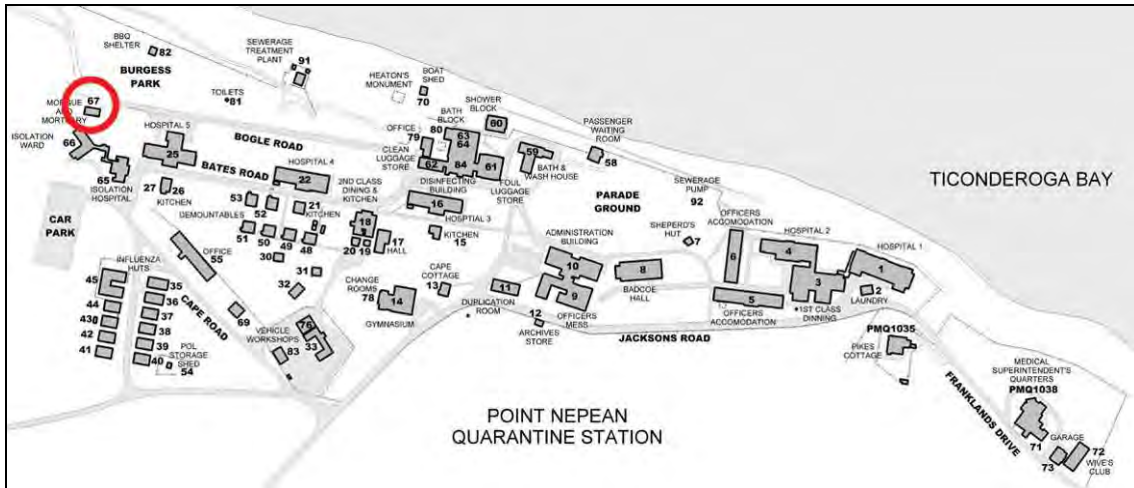 BBQ
SHELTER
82
BURGESS
PARK
SEWERAGE
TREATMENT
PLANT
91
TOILETS
81
HEATON'S
MONUMENT
BOAT
SHED
70
67
MORGUE
AND
MORTUARY
ISOLATION
WARD
66
65
ISOLATION
HOSPITAL
HOSPITAL 5
25
BOGLE ROAD
BATES ROAD
HOSPITAL 4
22
27
26
KITCHEN
OFFICE
79
CLEAN
LUGGAGE
STORE
BATH
BLOCK
80
63
64
62
84
61
SHOWER
BLOCK
60
59
BATH &
WASH HOUSE
PASSENGER
WAITING
ROOM
58
DISINFECTING
BUILDING
16
HOSPTIAL 3
FOUL
LUGGAGE
STORE
KITCHEN
15
2ND CLASS
DINING &
KITCHEN
18
20
19
17
HALL
DEMOUNTABLES
53
52
21
KITCHEN
51
50
49
48
30
31
32
CAR
PARK
OFFICE
55
INFLUENZA
HUTS
45
44
43
42
41
35
36
37
38
39
40
CAPE ROAD
POL
STORAGE
SHED
54
69
VEHICLE
WORKSHOPS
76
33
83
CHANGE
ROOMS
78
14
GYMNASIUM
CAPE
COTTAGE
13
11
DUPLICATION
ROOM
ADMINISTRATION
BUILDING
10
9
OFFICERS
MESS
12
ARCHIVES
STORE
PARADE
GROUND
8
BADCOE
HALL
SEWERAGE
PUMP
92
SHEPERD'S
HUT
7
OFFICERS
ACCOMODATION
6
5
OFFICERS
ACCOMODATION
HOSPITAL 2
4
3
1ST CLASS
DINNING
HOSPITAL 1
1
2
LAUNDRY
JACKSONS ROAD
TICONDEROGA BAY
PMQ1035
PIKES
COTTAGE
FRANKLANDS DRIVE
MEDICAL
SUPERINTENDENT'S
QUARTERS
PMQ1038
71
GARAGE
73
72
WIVE'S
CLUB
POINT NEPEAN
QUARANTINE STATION